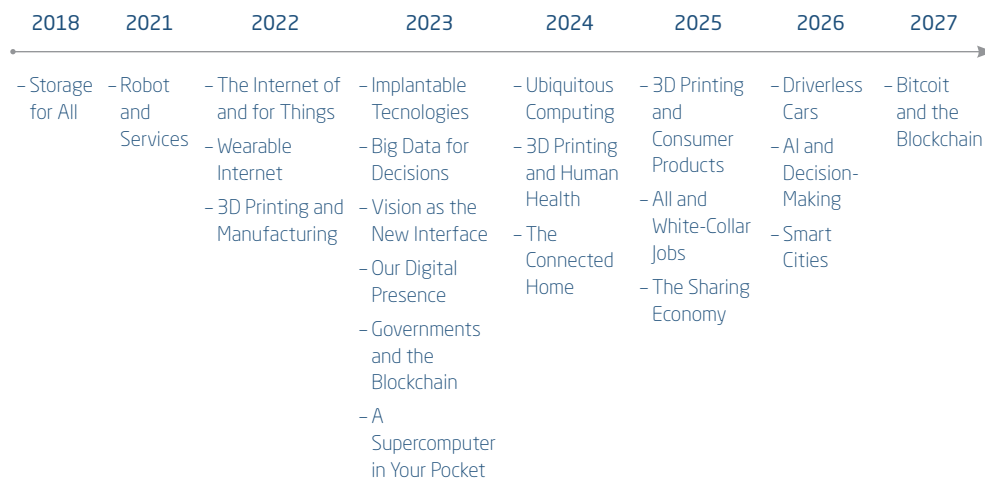 2018 2021 2022 2023 2024 2025 2026 2027
– Storage
for All
– Robot
and
Services
– The Internet of
and for Things
– Wearable
Internet
– 3D Printing and
Manufacturing
– Implantable
Tecnologies
– Big Data for
Decisions
– Vision as the
New Interface
– Our Digital
Presence
– Governments
and the
Blockchain
– A
Supercomputer
in Your Pocket
– Ubiquitous
Computing
– 3D Printing
and Human
Health
– The
Connected
Home
– 3D Printing
and
Consumer
Products
– All and
White-Collar
Jobs
– The Sharing
Economy
– Driverless
Cars
– AI and
Decision-
Making
– Smart
Cities
– Bitcoit
and the
Blockchain